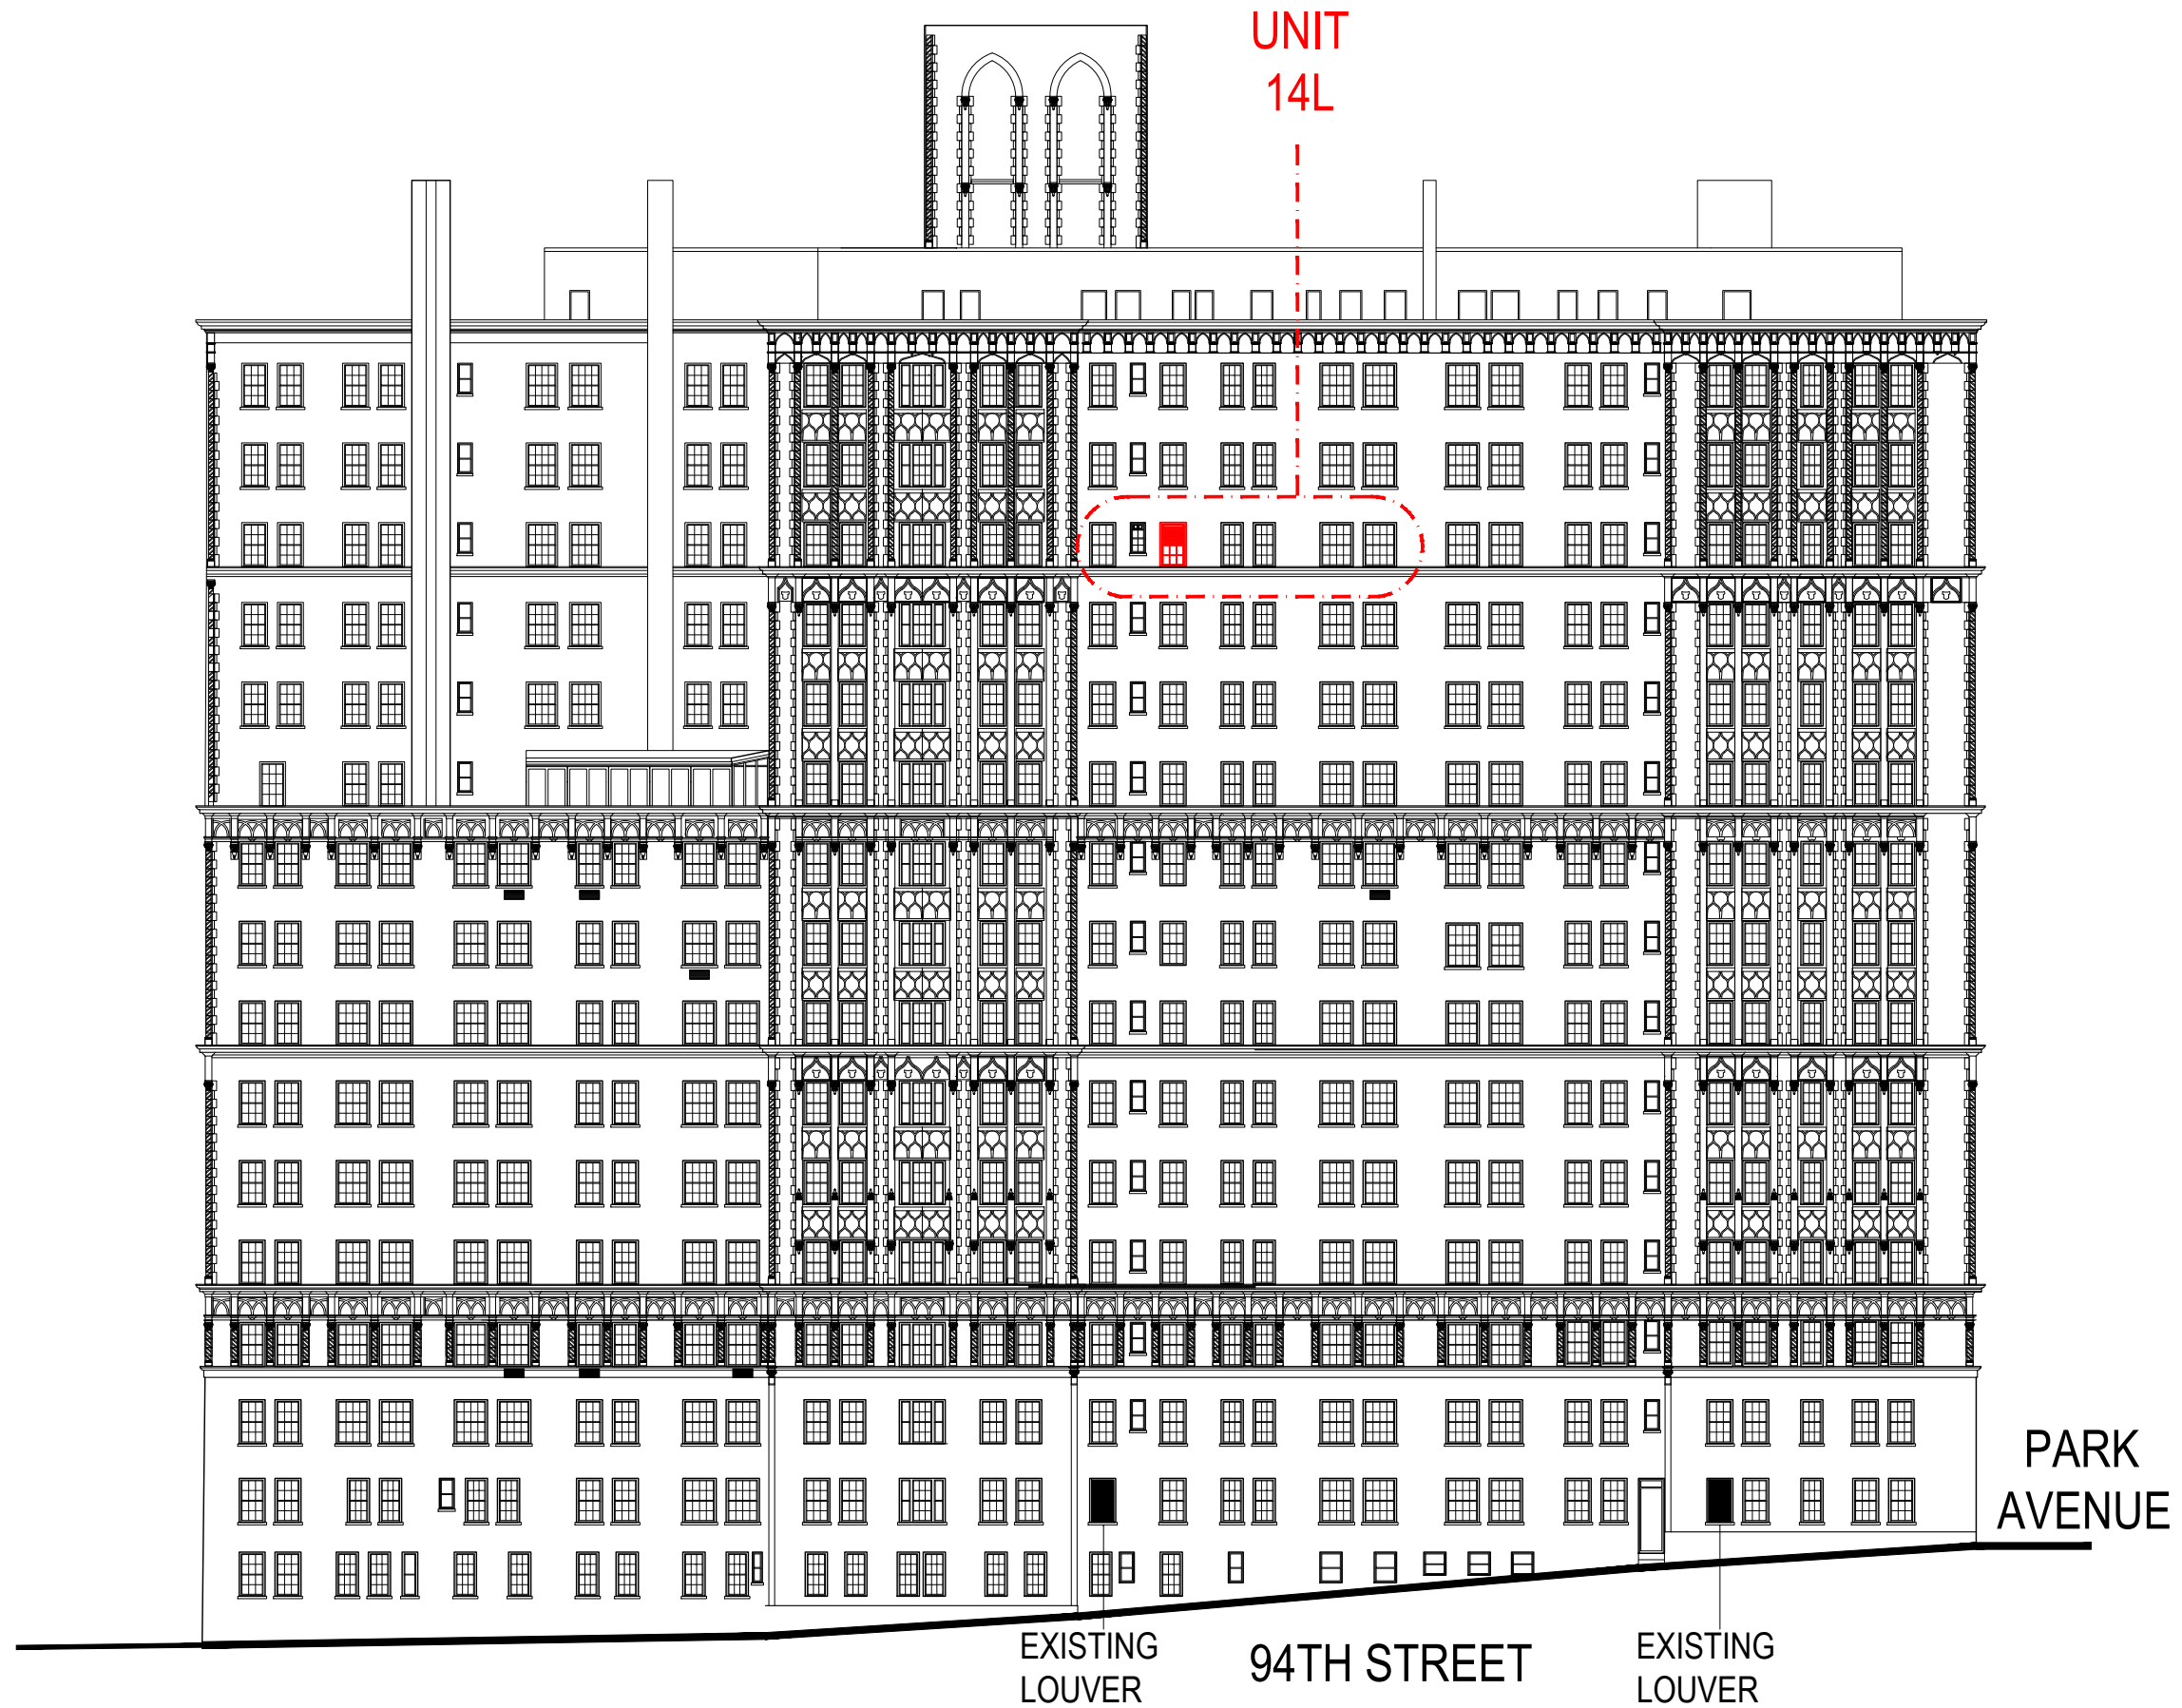 UNIT
14L
PARK
AVENUE
EXISTING
LOUVER
94TH STREET
EXISTING
LOUVER